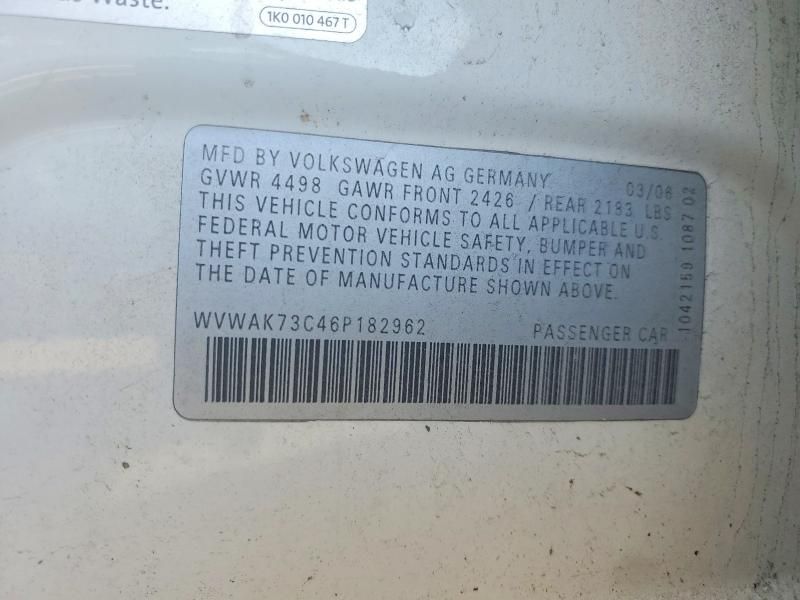 Waste.
1K0 010 467 T
MFD BY VOLKSWAGEN AG GERMANY 03/06
GVWR 4498 GAWR FRONT 2426 / REAR 2183 LBS
THIS VEHICLE CONFORMS TO ALL APPLICABLE U.S.
FEDERAL MOTOR VEHICLE SAFETY, BUMPER AND
THEFT PREVENTION STANDARDS IN EFFECT ON
THE DATE OF MANUFACTURE SHOWN ABOVE.
WVWAK73C46P182962 PASSENGER CAR
1042159 1087 02